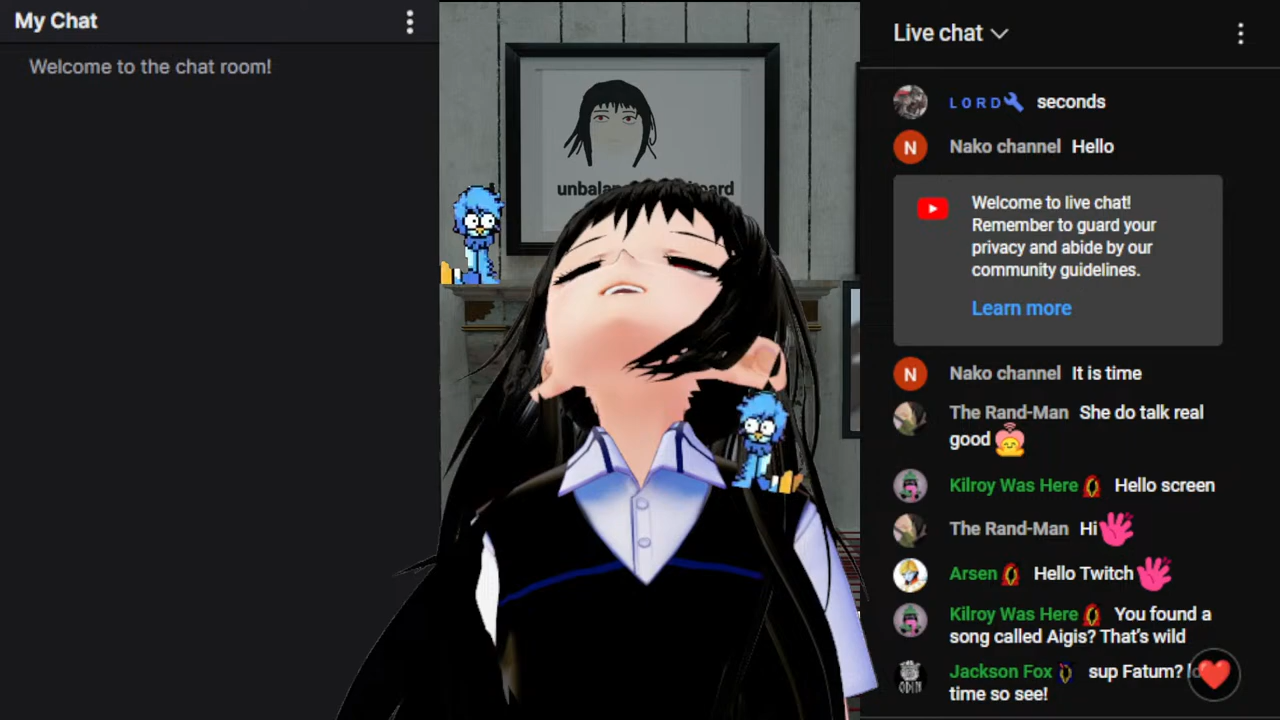 My Chat
Welcome to the chat room!
Live chat
L O R D seconds
N Nako channel Hello
Welcome to live chat!
Remember to guard your
privacy and abide by our
community guidelines.
Learn more
N Nako channel It is time
The Rand-Man She do talk real
good
Kilroy Was Here Hello screen
The Rand-Man Hi
Arsen Hello Twitch
Kilroy Was Here You found a
song called Aigis? That's wild
Jackson Fox sup Fatum?
time so see!
ODIN